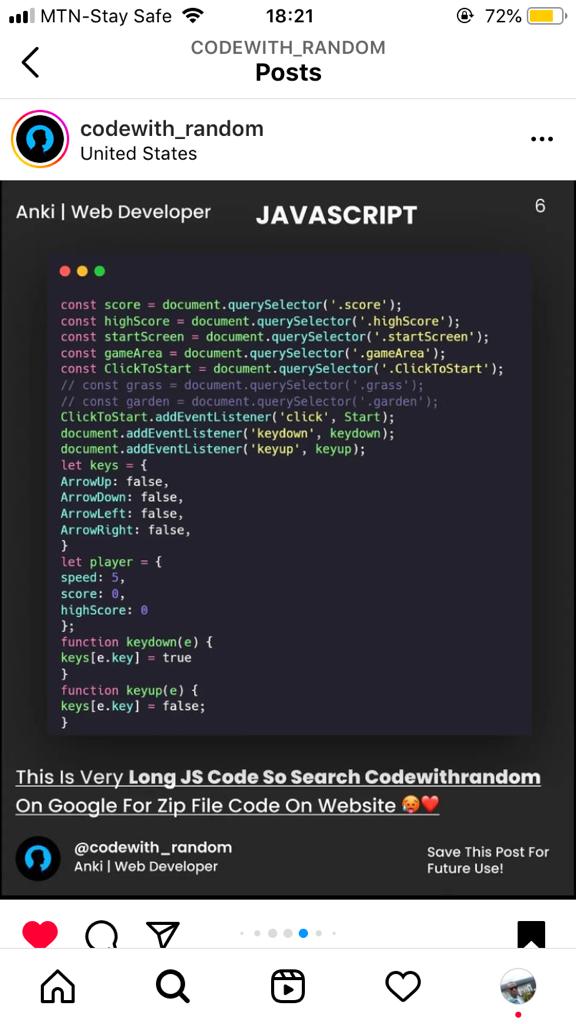 MTN-Stay Safe 18:21 72%
CODEWITH_RANDOM
Posts
codewith_random
United States
Anki | Web Developer JAVASCRIPT 6
const score = document.querySelector('.score');
const highScore = document.querySelector('.highScore');
const startScreen = document.querySelector('.startScreen');
const gameArea = document.querySelector('.gameArea');
const ClickToStart = document.querySelector('.ClickToStart');
// const grass = document.querySelector('.grass');
// const garden = document.querySelector('.garden');
ClickToStart.addEventListener('click', Start);
document.addEventListener('keydown', keydown);
document.addEventListener('keyup', keyup);
let keys = {
ArrowUp: false,
ArrowDown: false,
ArrowLeft: false,
ArrowRight: false,
}
let player = {
speed: 5,
score: 0,
highScore: 0
};
function keydown(e) {
keys[e.key] = true
}
function keyup(e) {
keys[e.key] = false;
}
This Is Very Long JS Code So Search Codewithrandom
On Google For Zip File Code On Website 🥵❤️
@codewith_random
Anki | Web Developer
Save This Post For
Future Use!